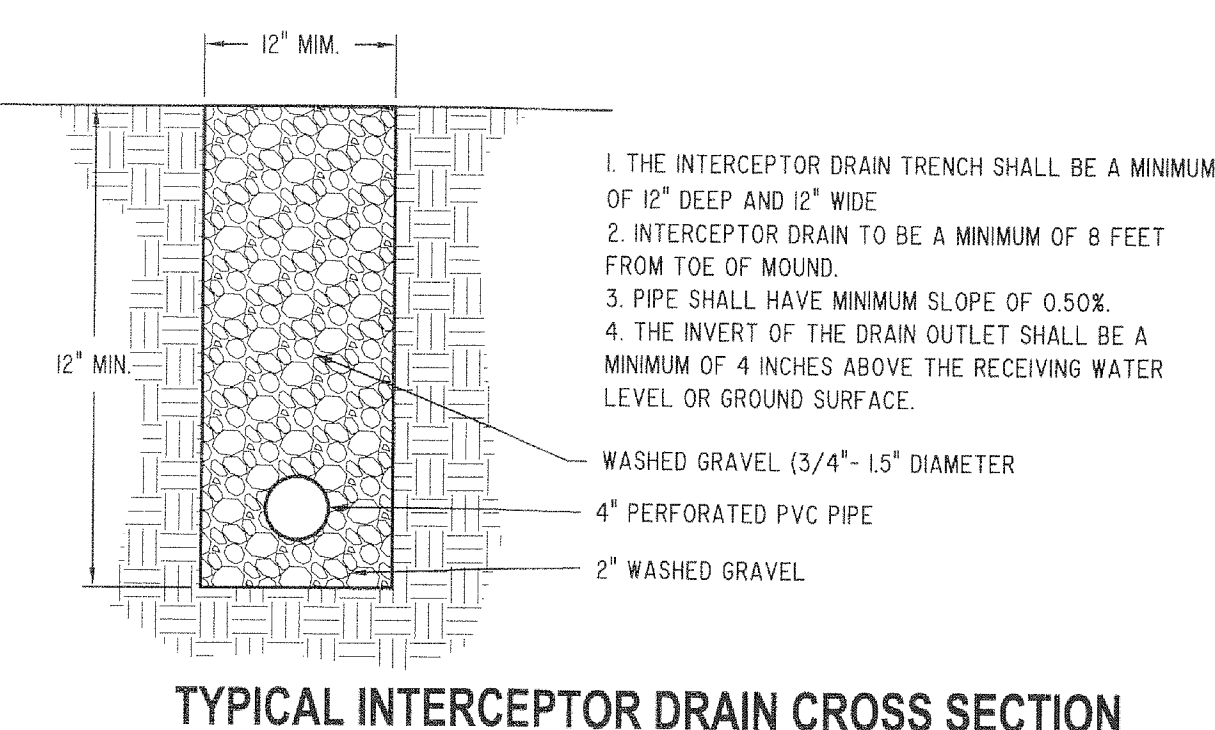 12" MIM.
1. THE INTERCEPTOR DRAIN TRENCH SHALL BE A MINIMUM
OF 12" DEEP AND 12" WIDE
2. INTERCEPTOR DRAIN TO BE A MINIMUM OF 8 FEET
FROM TOE OF MOUND.
3. PIPE SHALL HAVE MINIMUM SLOPE OF 0.50%.
4. THE INVERT OF THE DRAIN OUTLET SHALL BE A
MINIMUM OF 4 INCHES ABOVE THE RECEIVING WATER
LEVEL OR GROUND SURFACE.
12" MIN.
WASHED GRAVEL (3/4"- 1.5" DIAMETER
4" PERFORATED PVC PIPE
2" WASHED GRAVEL
TYPICAL INTERCEPTOR DRAIN CROSS SECTION